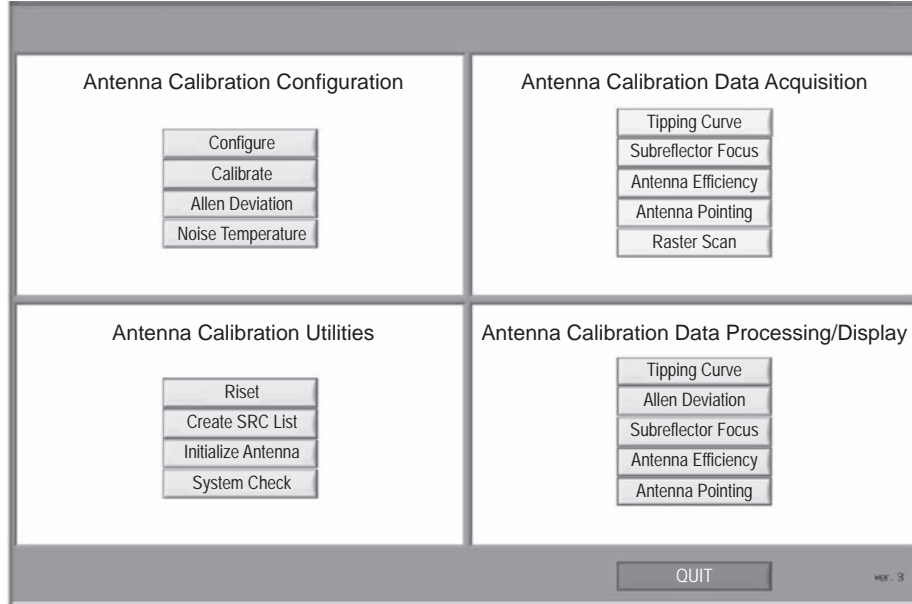 Antenna Calibration Configuration
Configure
Calibrate
Allen Deviation
Noise Temperature
Antenna Calibration Data Acquisition
Tipping Curve
Subreflector Focus
Antenna Efficiency
Antenna Pointing
Raster Scan
Antenna Calibration Utilities
Riset
Create SRC List
Initialize Antenna
System Check
Antenna Calibration Data Processing/Display
Tipping Curve
Allen Deviation
Subreflector Focus
Antenna Efficiency
Antenna Pointing
QUIT
ver. 3